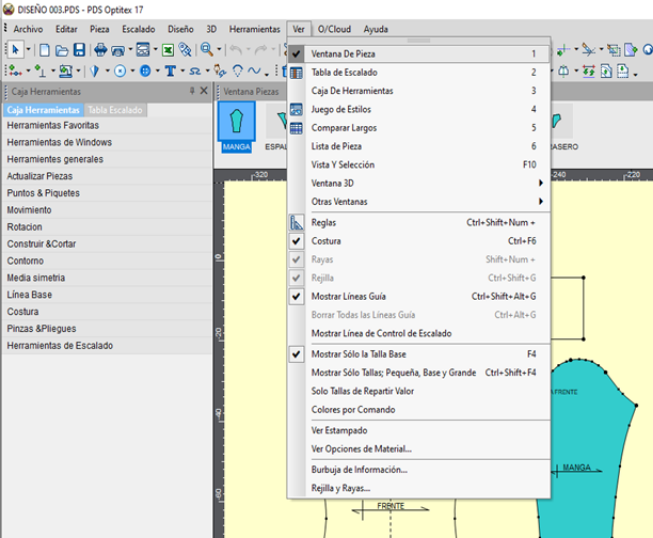 DISEÑO 003.PDS - PDS Optitex 17
Archivo Editar Pieza Escalado Diseño 3D Herramientas Ver O/Cloud Ayuda
Caja Herramientas
Caja Herramientas Tabla Escalado
Herramientas Favoritas
Herramientas de Windows
Herramientes generales
Actualizar Piezas
Puntos & Piquetes
Movimiento
Rotacion
Construir &Cortar
Contorno
Media simetria
Línea Base
Costura
Pinzas &Pliegues
Herramientas de Escalado
Ventana Piezas
MANGA
ESPAL
ASERO
-320
-240
-220
0
-20
-40
-60
Ventana De Pieza 1
Tabla de Escalado 2
Caja De Herramientas 3
Juego de Estilos 4
Comparar Largos 5
Lista de Pieza 6
Vista Y Selección F10
Ventana 3D
Otras Ventanas
Reglas Ctrl+Shift+Num +
Costura Ctrl+F6
Rayas Shift+Num +
Rejilla Ctrl+Shift+G
Mostrar Líneas Guía Ctrl+Shift+Alt+G
Borrar Todas las Líneas Guía Ctrl+Alt+G
Mostrar Línea de Control de Escalado
Mostrar Sólo la Talla Base F4
Mostrar Sólo Tallas; Pequeña, Base y Grande Ctrl+Shift+F4
Solo Tallas de Repartir Valor
Colores por Comando
Ver Estampado
Ver Opciones de Material...
Burbuja de Información...
Rejilla y Rayas...
FRENTE
MANGA
FRENTE